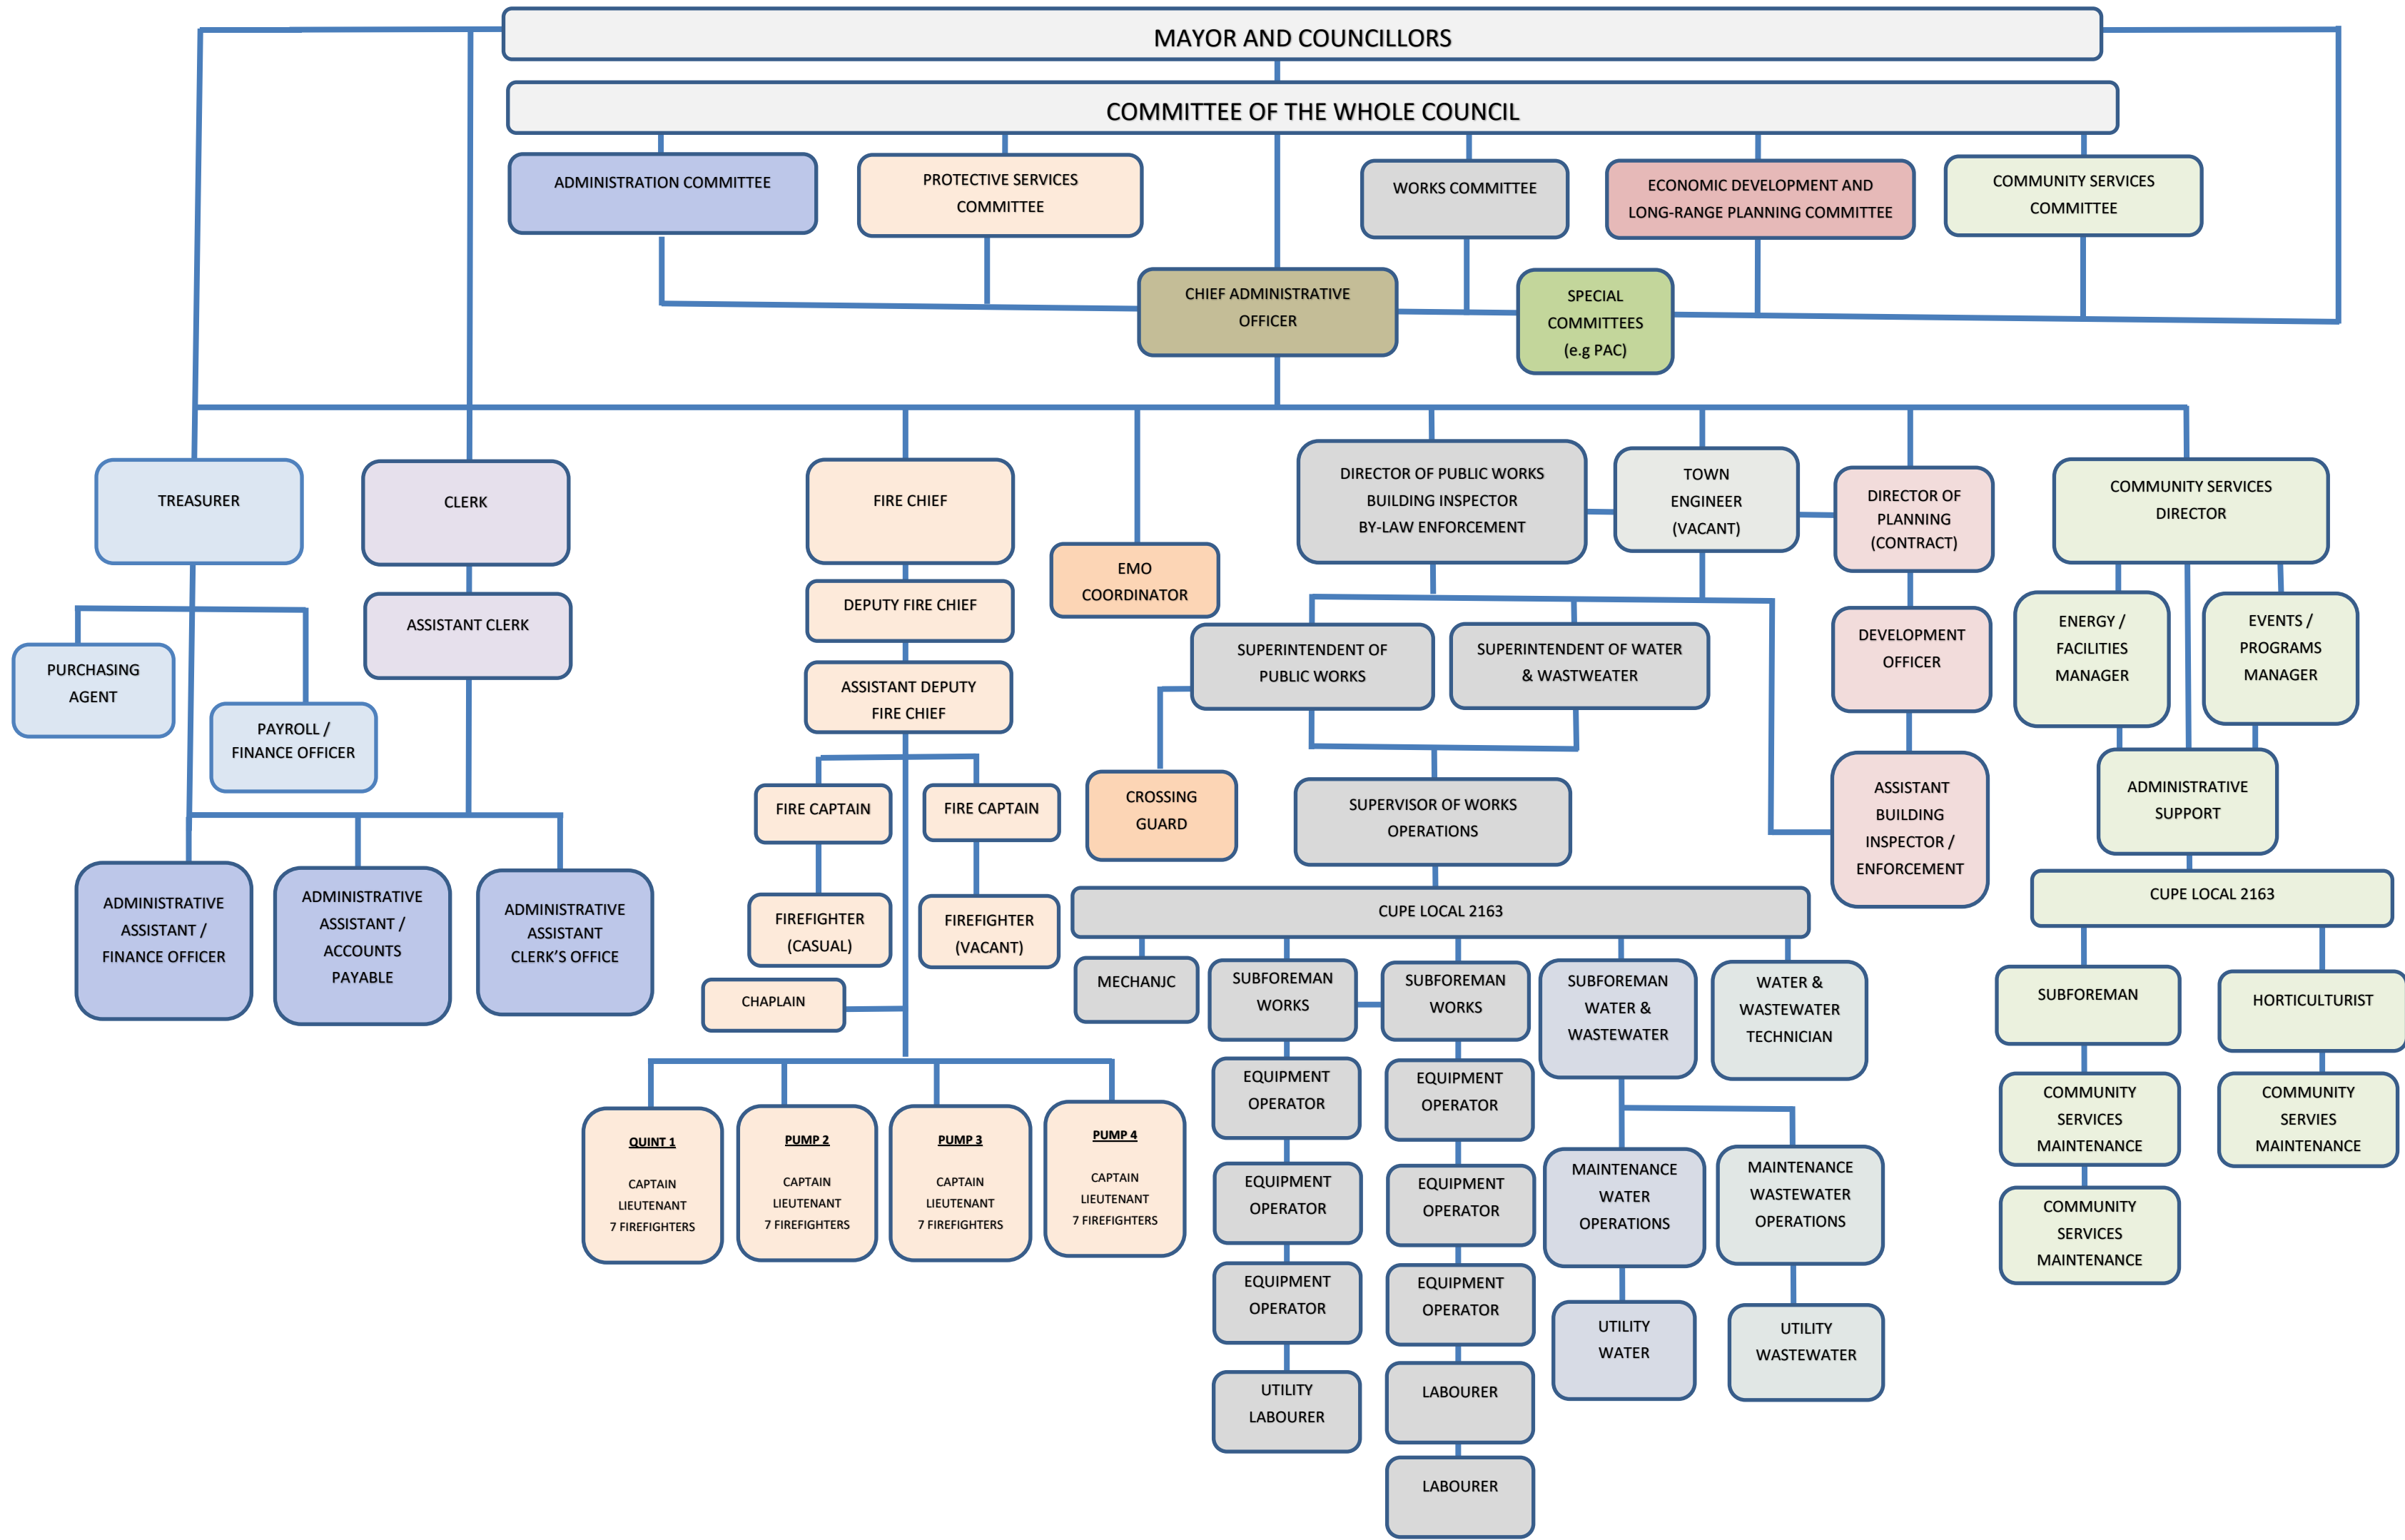 MAYOR AND COUNCILLORS
COMMITTEE OF THE WHOLE COUNCIL
ADMINISTRATION COMMITTEE
PROTECTIVE SERVICES
COMMITTEE
WORKS COMMITTEE
ECONOMIC DEVELOPMENT AND
LONG-RANGE PLANNING COMMITTEE
COMMUNITY SERVICES
COMMITTEE
CHIEF ADMINISTRATIVE
OFFICER
SPECIAL
COMMITTEES
(e.g PAC)
TREASURER
CLERK
FIRE CHIEF
EMO
COORDINATOR
DIRECTOR OF PUBLIC WORKS
BUILDING INSPECTOR
BY-LAW ENFORCEMENT
TOWN
ENGINEER
(VACANT)
DIRECTOR OF
PLANNING
(CONTRACT)
COMMUNITY SERVICES
DIRECTOR
PURCHASING
AGENT
PAYROLL /
FINANCE OFFICER
ASSISTANT CLERK
DEPUTY FIRE CHIEF
ASSISTANT DEPUTY
FIRE CHIEF
SUPERINTENDENT OF
PUBLIC WORKS
SUPERINTENDENT OF WATER
& WASTWEATER
DEVELOPMENT
OFFICER
ENERGY /
FACILITIES
MANAGER
EVENTS /
PROGRAMS
MANAGER
FIRE CAPTAIN
FIRE CAPTAIN
CROSSING
GUARD
SUPERVISOR OF WORKS
OPERATIONS
ASSISTANT
BUILDING
INSPECTOR /
ENFORCEMENT
ADMINISTRATIVE
SUPPORT
ADMINISTRATIVE
ASSISTANT /
FINANCE OFFICER
ADMINISTRATIVE
ASSISTANT /
ACCOUNTS
PAYABLE
ADMINISTRATIVE
ASSISTANT
CLERK'S OFFICE
FIREFIGHTER
(CASUAL)
FIREFIGHTER
(VACANT)
CUPE LOCAL 2163
CUPE LOCAL 2163
CHAPLAIN
MECHANJC
SUBFOREMAN
WORKS
SUBFOREMAN
WORKS
SUBFOREMAN
WATER &
WASTEWATER
WATER &
WASTEWATER
TECHNICIAN
SUBFOREMAN
HORTICULTURIST
QUINT 1
CAPTAIN
LIEUTENANT
7 FIREFIGHTERS
PUMP 2
CAPTAIN
LIEUTENANT
7 FIREFIGHTERS
PUMP 3
CAPTAIN
LIEUTENANT
7 FIREFIGHTERS
PUMP 4
CAPTAIN
LIEUTENANT
7 FIREFIGHTERS
EQUIPMENT
OPERATOR
EQUIPMENT
OPERATOR
COMMUNITY
SERVICES
MAINTENANCE
COMMUNITY
SERVIES
MAINTENANCE
EQUIPMENT
OPERATOR
EQUIPMENT
OPERATOR
MAINTENANCE
WATER
OPERATIONS
MAINTENANCE
WASTEWATER
OPERATIONS
COMMUNITY
SERVICES
MAINTENANCE
EQUIPMENT
OPERATOR
EQUIPMENT
OPERATOR
UTILITY
WATER
UTILITY
WASTEWATER
UTILITY
LABOURER
LABOURER
LABOURER